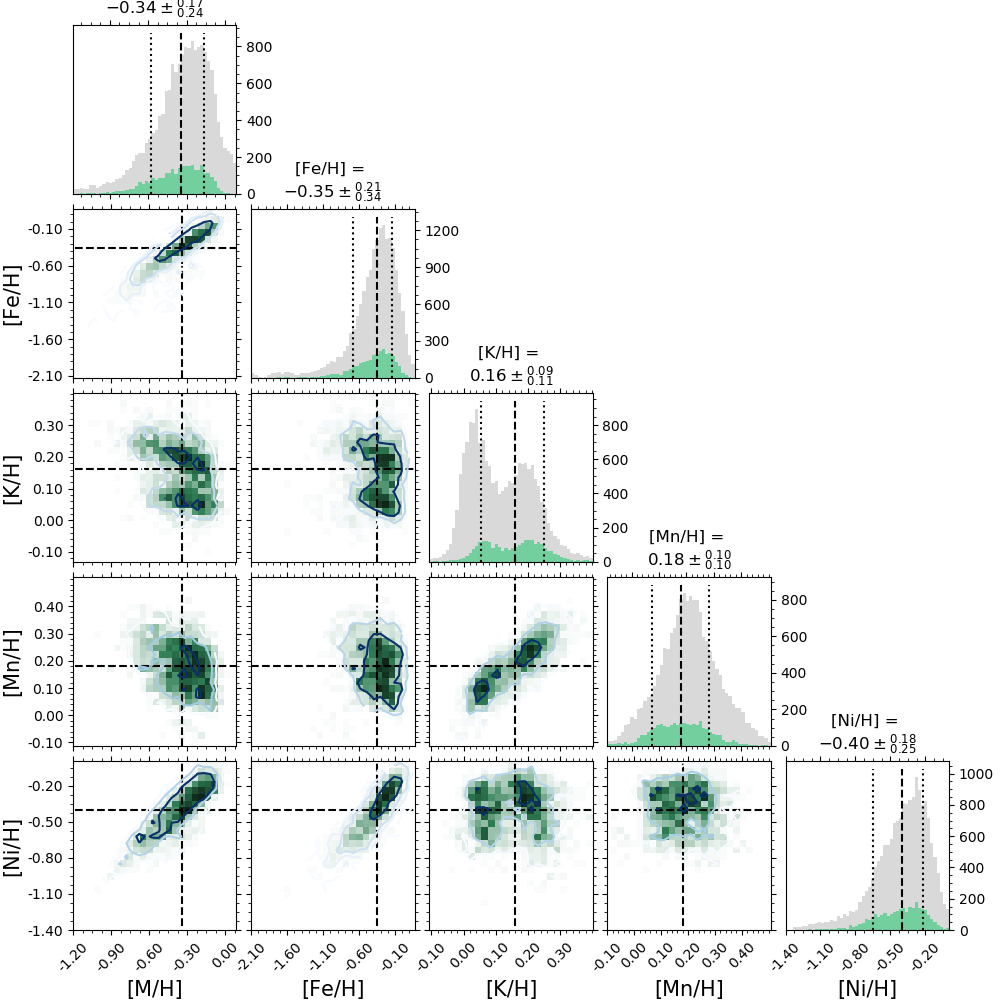 −0.34 ± 0.17 0.24
800
600
400
200
0
[Fe/H] =
−0.35 ± 0.21 0.34
[Fe/H]
-0.10
-0.60
-1.10
-1.60
-2.10
1200
900
600
300
0
[K/H] =
0.16 ± 0.09 0.11
[K/H]
0.30
0.20
0.10
0.00
-0.10
800
600
400
200
0
[Mn/H] =
0.18 ± 0.10 0.10
[Mn/H]
0.40
0.30
0.20
0.10
0.00
-0.10
800
600
400
200
0
[Ni/H] =
−0.40 ± 0.18 0.25
[Ni/H]
-0.20
-0.50
-0.80
-1.10
-1.40
1000
800
600
400
200
0
-1.20 -0.90 -0.60 -0.30 0.00
-2.10 -1.60 -1.10 -0.60 -0.10
-0.10 0.00 0.10 0.20 0.30
-0.10 0.00 0.10 0.20 0.30 0.40
-1.40 -1.10 -0.80 -0.50 -0.20
[M/H] [Fe/H] [K/H] [Mn/H] [Ni/H]